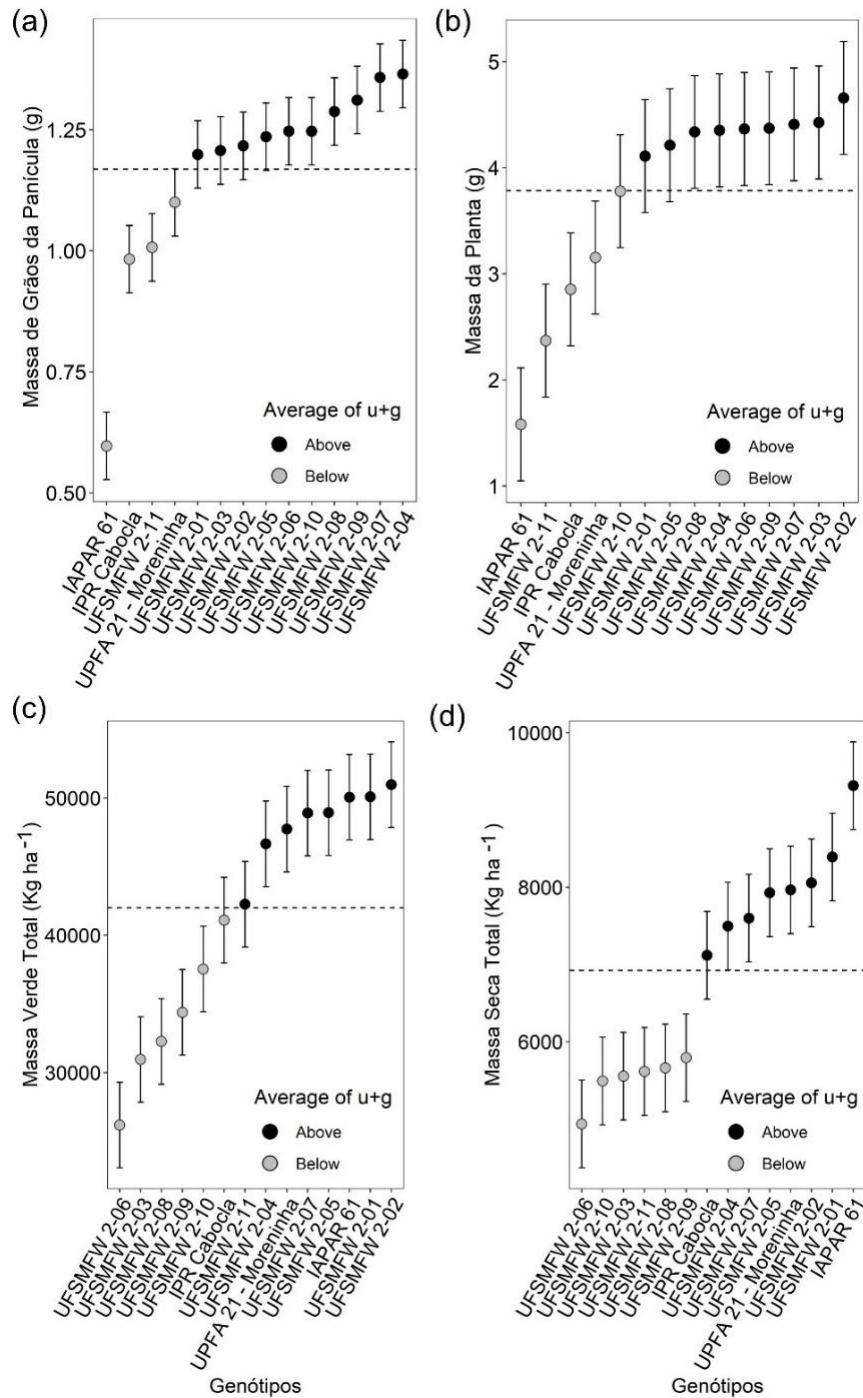 (a)
Massa de Grãos da Panícula (g)
1.25
1.00
0.75
0.50
Average of u+g
Above
Below
IAPAR 61
IPR Cabocla
UFSMFW 2-11
UPFA 21 - Moreninha
UFSMFW 2-01
UFSMFW 2-03
UFSMFW 2-02
UFSMFW 2-05
UFSMFW 2-06
UFSMFW 2-10
UFSMFW 2-08
UFSMFW 2-09
UFSMFW 2-07
UFSMFW 2-04
(b)
Massa da Planta (g)
5
4
3
2
1
Average of u+g
Above
Below
IAPAR 61
UFSMFW 2-11
IPR Cabocla
UPFA 21 - Moreninha
UFSMFW 2-10
UFSMFW 2-01
UFSMFW 2-05
UFSMFW 2-08
UFSMFW 2-04
UFSMFW 2-06
UFSMFW 2-09
UFSMFW 2-07
UFSMFW 2-03
UFSMFW 2-02
(c)
Massa Verde Total (Kg ha⁻¹)
50000
40000
30000
Average of u+g
Above
Below
UFSMFW 2-06
UFSMFW 2-03
UFSMFW 2-08
UFSMFW 2-09
UFSMFW 2-10
IPR Cabocla
UFSMFW 2-11
UFSMFW 2-04
UPFA 21 - Moreninha
UFSMFW 2-07
UFSMFW 2-05
IAPAR 61
UFSMFW 2-01
UFSMFW 2-02
Genótipos
(d)
Massa Seca Total (Kg ha⁻¹)
10000
8000
6000
Average of u+g
Above
Below
UFSMFW 2-06
UFSMFW 2-10
UFSMFW 2-03
UFSMFW 2-11
UFSMFW 2-08
UFSMFW 2-09
IPR Cabocla
UFSMFW 2-04
UFSMFW 2-07
UFSMFW 2-05
UPFA 21 - Moreninha
UFSMFW 2-02
UFSMFW 2-01
IAPAR 61
Genótipos